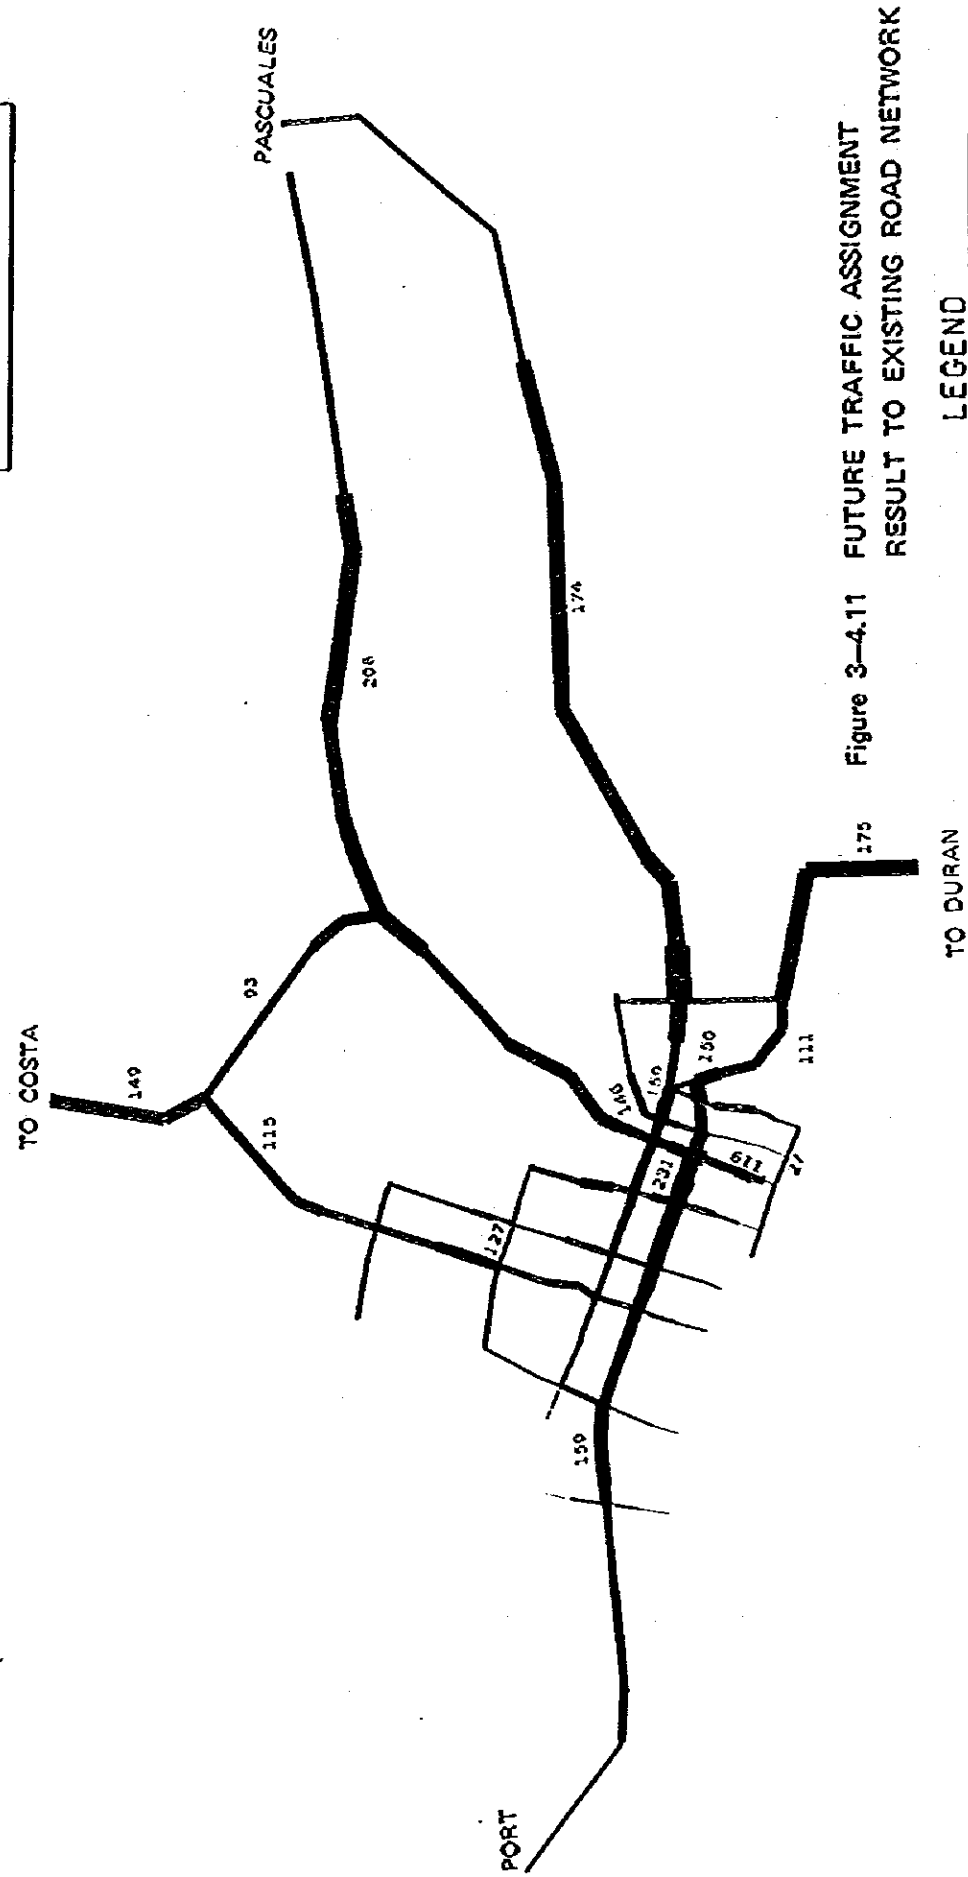 TO COSTA
PASCUALES
149
93
115
208
174
127
146
150
150
231
119
27
111
175
159
PORT
TO DURAN
Figure 3-4.11 FUTURE TRAFFIC ASSIGNMENT
RESULT TO EXISTING ROAD NETWORK
LEGEND